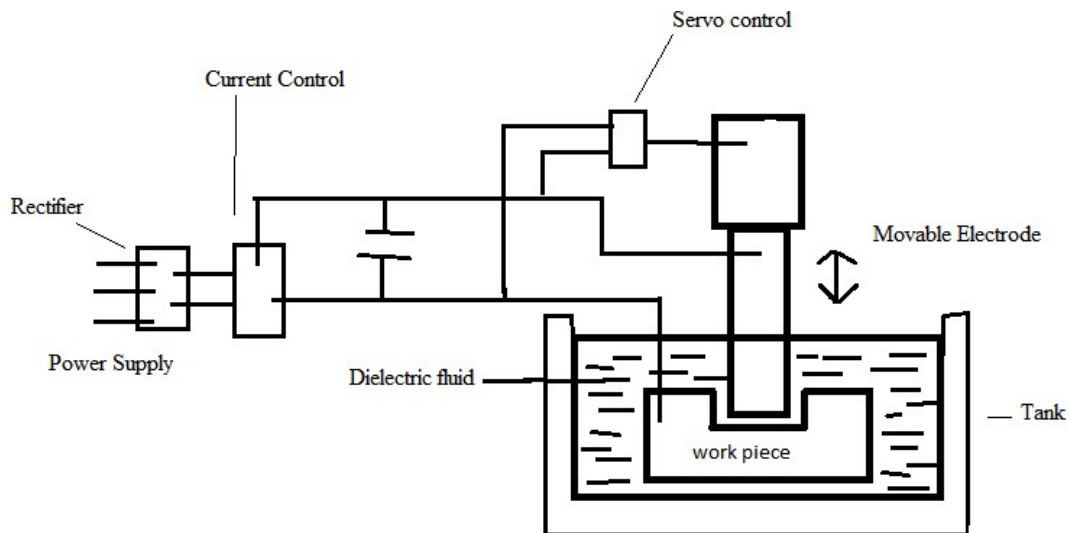 Servo control
Current Control
Rectifier
Movable Electrode
Power Supply
Dielectric fluid
Tank
work piece